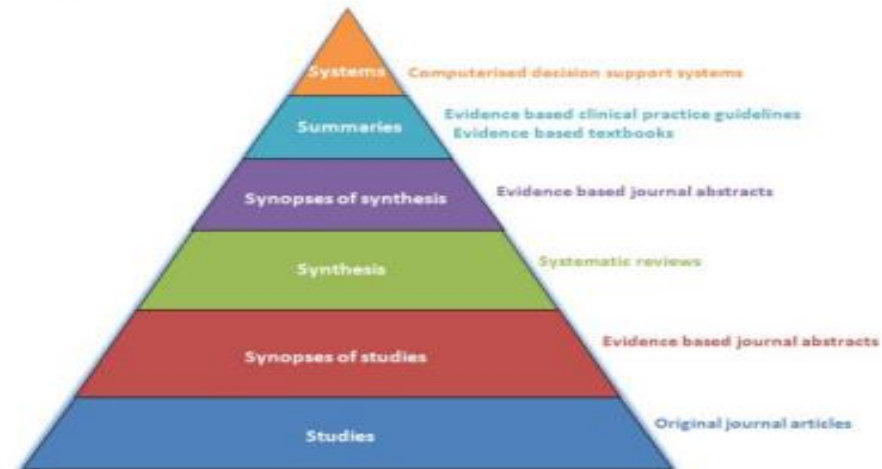 Systems Computerised decision support systems
Summaries Evidence based clinical practice guidelines
Evidence based textbooks
Synopses of synthesis Evidence based journal abstracts
Synthesis Systematic reviews
Synopses of studies Evidence based journal abstracts
Studies Original journal articles